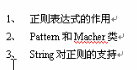 1、 正则表达式的作用
2、 Pattern 和 Macher 类
3、 String 对正则的支持